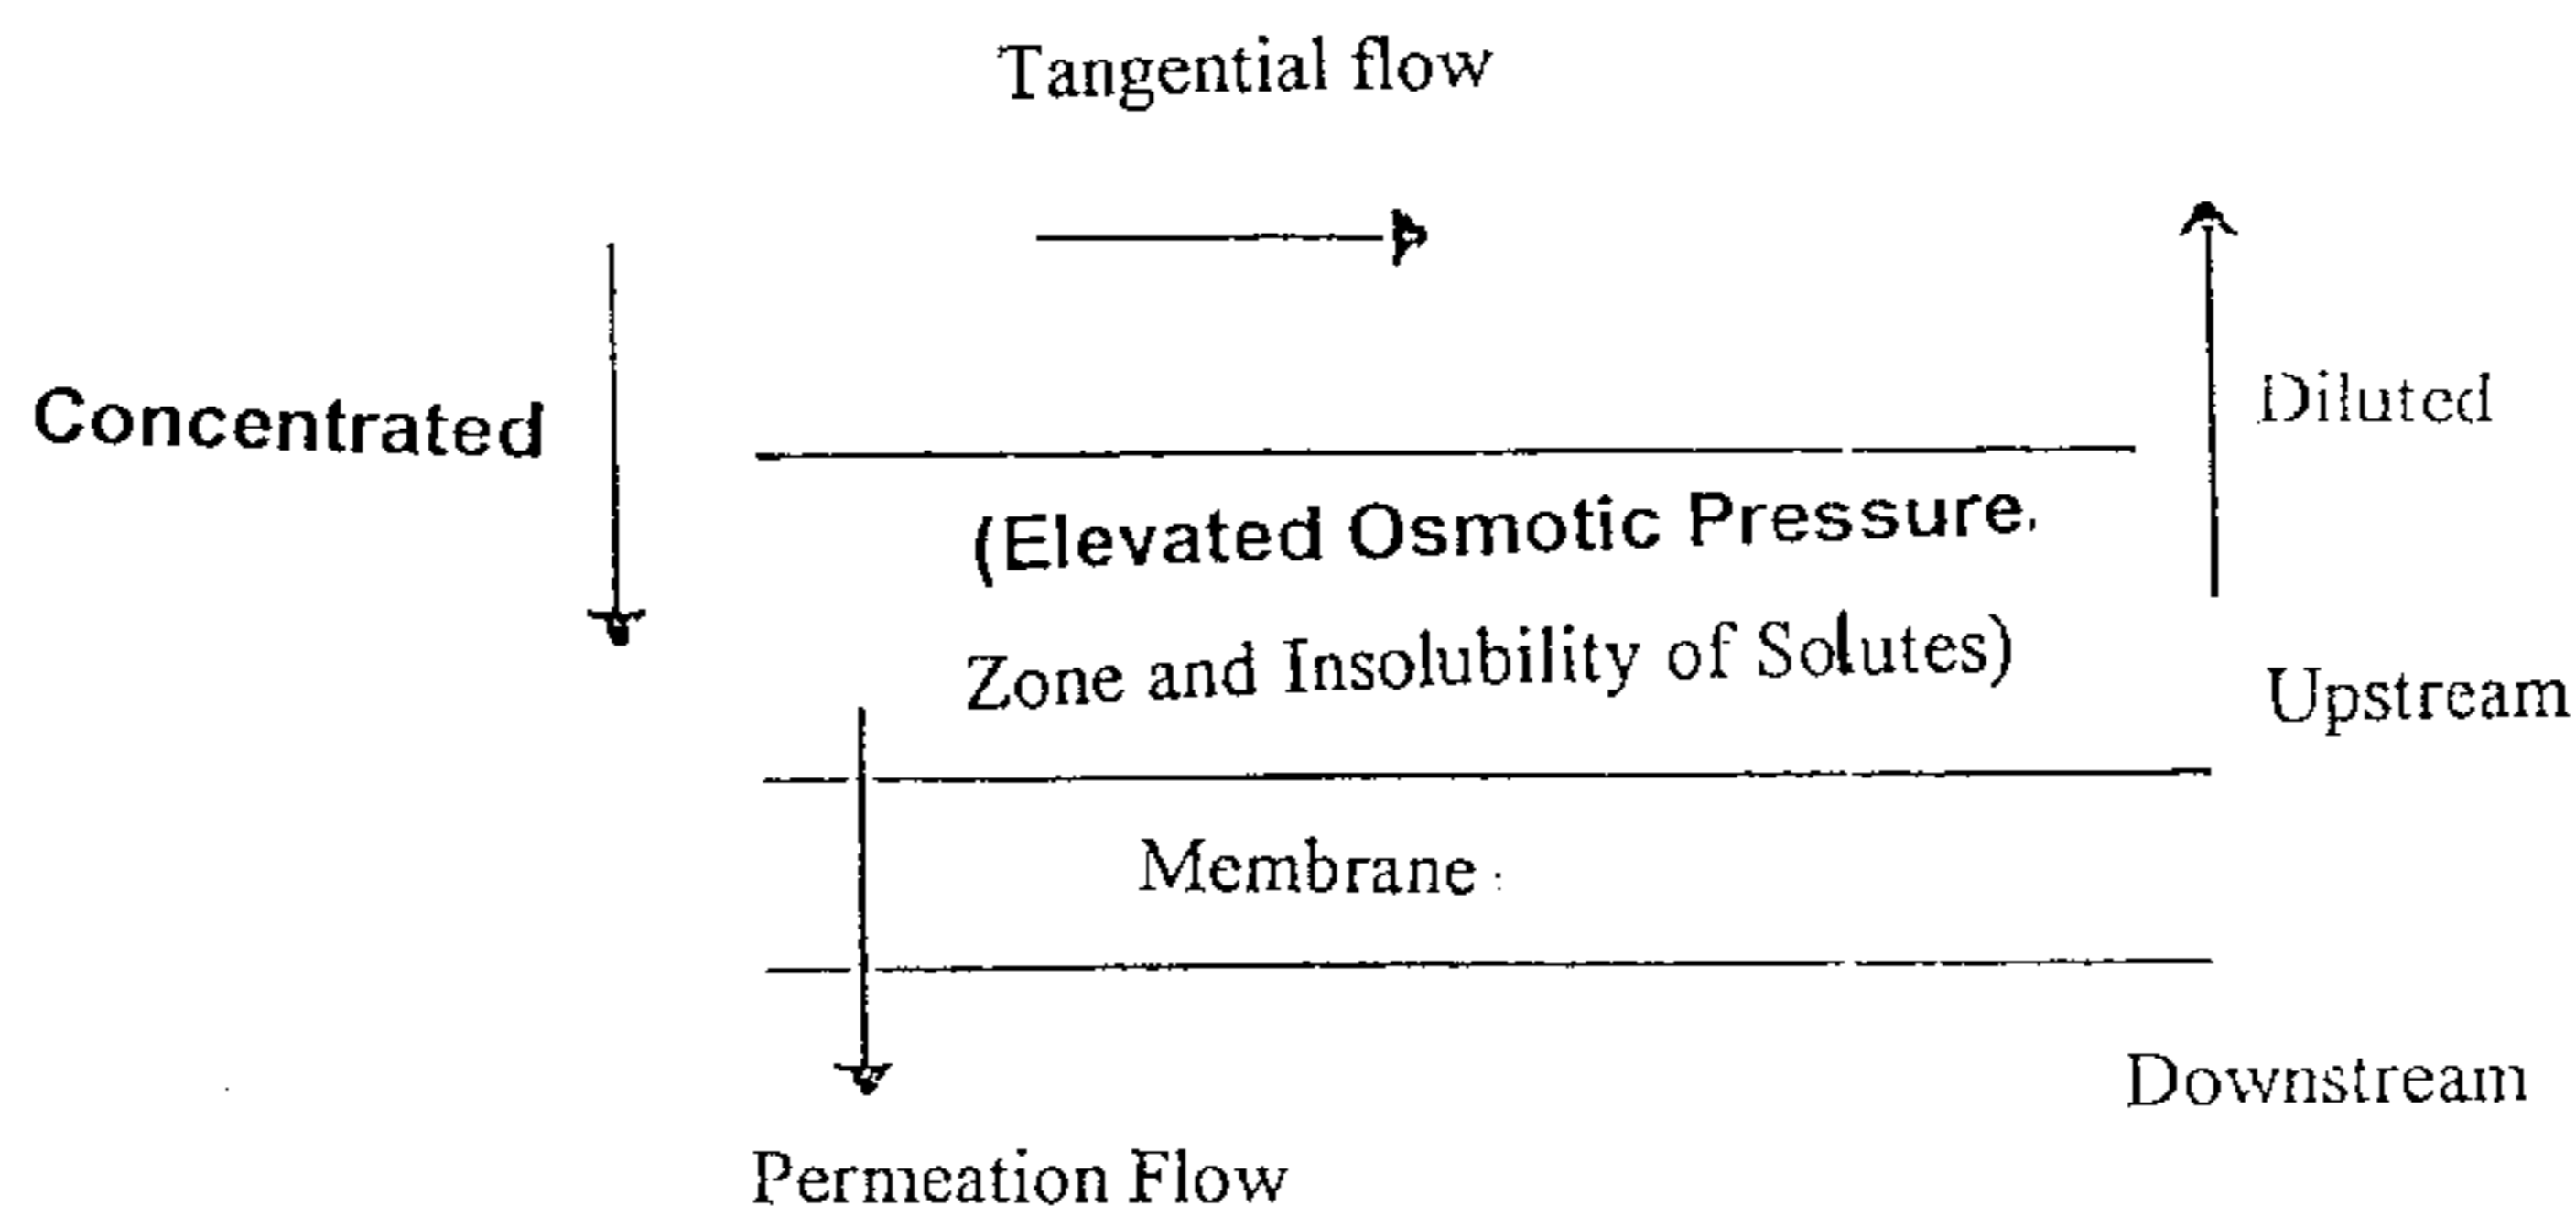 Tangential flow
Concentrated
Diluted
(Elevated Osmotic Pressure,
Zone and Insolubility of Solutes)
Upstream
Membrane
Downstream
Permeation Flow